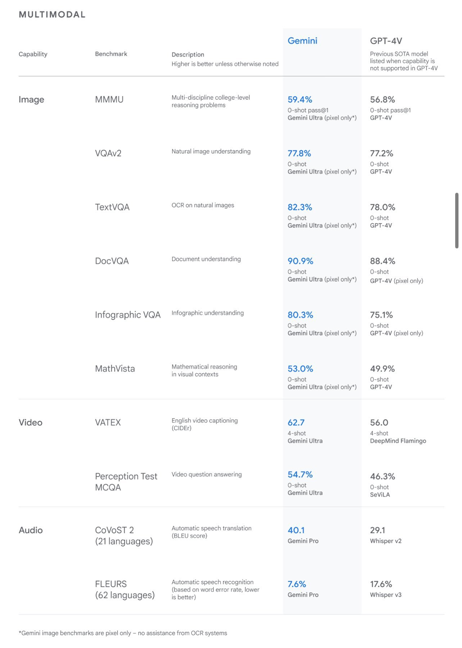 MULTIMODAL
Gemini GPT-4V
Capability Benchmark Description
Higher is better unless otherwise noted
Previous SOTA model
listed when capability is
not supported in GPT-4V
Image MMMU Multi-discipline college-level
reasoning problems
59.4%
0-shot pass@1
Gemini Ultra (pixel only*)
56.8%
0-shot pass@1
GPT-4V
VQAv2 Natural image understanding
77.8%
0-shot
Gemini Ultra (pixel only*)
77.2%
0-shot
GPT-4V
TextVQA OCR on natural images
82.3%
0-shot
Gemini Ultra (pixel only*)
78.0%
0-shot
GPT-4V
DocVQA Document understanding
90.9%
0-shot
Gemini Ultra (pixel only*)
88.4%
0-shot
GPT-4V (pixel only)
Infographic VQA Infographic understanding
80.3%
0-shot
Gemini Ultra (pixel only*)
75.1%
0-shot
GPT-4V (pixel only)
MathVista Mathematical reasoning
in visual contexts
53.0%
0-shot
Gemini Ultra (pixel only*)
49.9%
0-shot
GPT-4V
Video VATEX English video captioning
(CIDEr)
62.7
4-shot
Gemini Ultra
56.0
4-shot
DeepMind Flamingo
Perception Test
MCQA
Video question answering
54.7%
0-shot
Gemini Ultra
46.3%
0-shot
SeViLA
Audio CoVoST 2
(21 languages)
Automatic speech translation
(BLEU score)
40.1
Gemini Pro
29.1
Whisper v2
FLEURS
(62 languages)
Automatic speech recognition
(based on word error rate, lower
is better)
7.6%
Gemini Pro
17.6%
Whisper v3
*Gemini image benchmarks are pixel only – no assistance from OCR systems